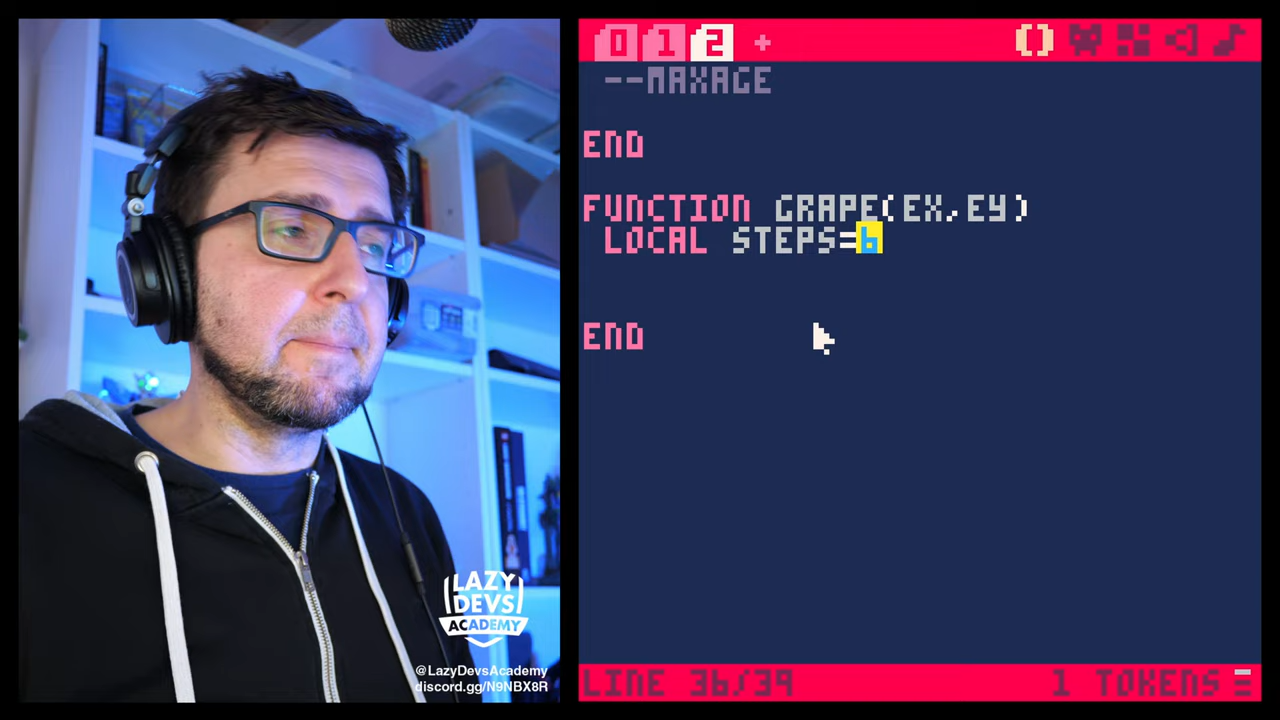 0 1 2 +
--MAXAGE
END
FUNCTION GRAPE(EX,EY)
LOCAL STEPS=6
END
LINE 36/39 1 TOKENS
LAZY
DEVS
ACADEMY
@LazyDevsAcademy
discord.gg/N9NBX8R